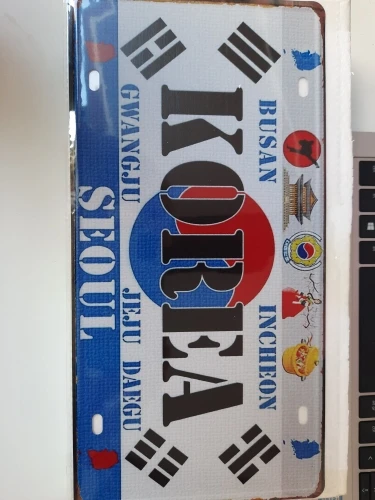 BUSAN INCHEON
KOREA
GWANGJU JEJU DAEGU
SEOUL